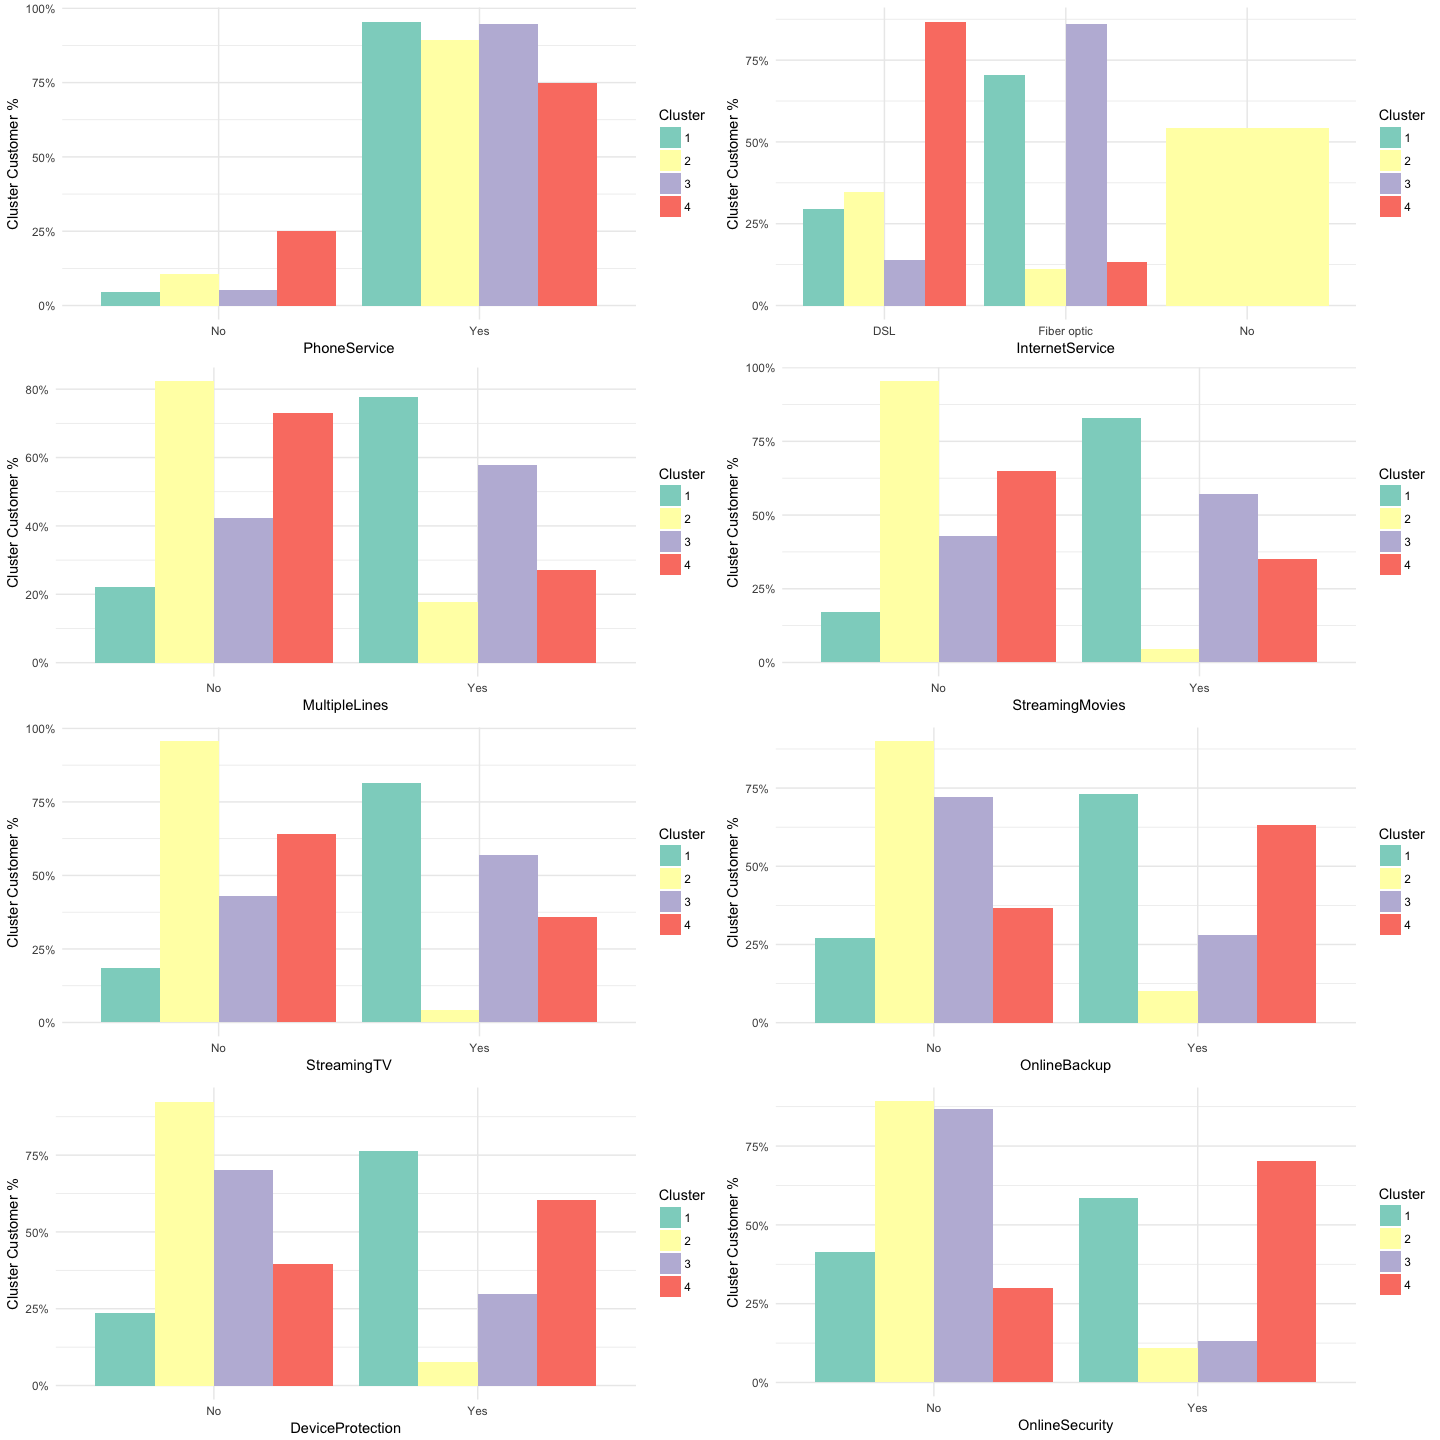 Cluster Customer %
100%
75%
50%
25%
0%
No Yes
PhoneService
Cluster
1
2
3
4
Cluster Customer %
75%
50%
25%
0%
DSL Fiber optic No
InternetService
Cluster
1
2
3
4
Cluster Customer %
80%
60%
40%
20%
0%
No Yes
MultipleLines
Cluster
1
2
3
4
Cluster Customer %
100%
75%
50%
25%
0%
No Yes
StreamingMovies
Cluster
1
2
3
4
Cluster Customer %
100%
75%
50%
25%
0%
No Yes
StreamingTV
Cluster
1
2
3
4
Cluster Customer %
75%
50%
25%
0%
No Yes
OnlineBackup
Cluster
1
2
3
4
Cluster Customer %
75%
50%
25%
0%
No Yes
DeviceProtection
Cluster
1
2
3
4
Cluster Customer %
75%
50%
25%
0%
No Yes
OnlineSecurity
Cluster
1
2
3
4